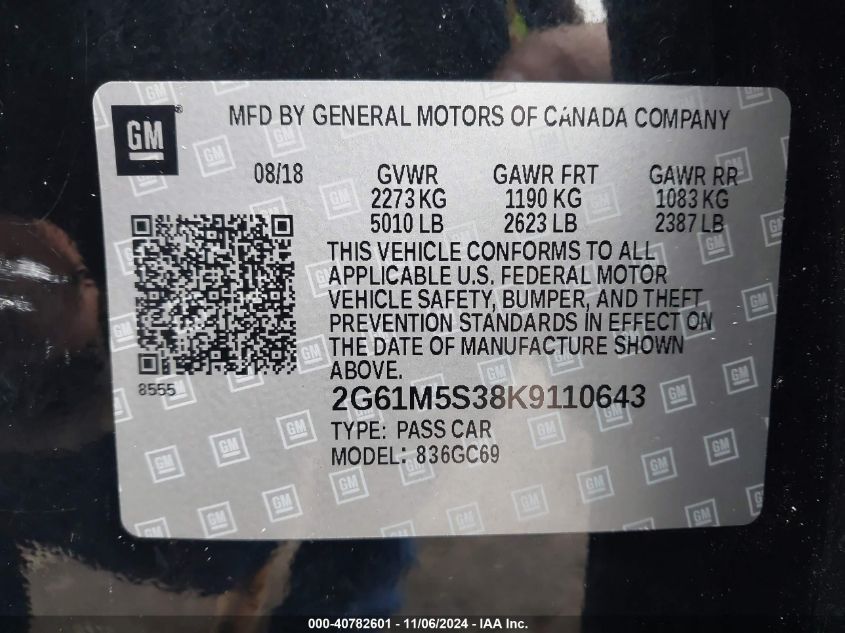 GM
MFD BY GENERAL MOTORS OF CANADA COMPANY
08/18 GVWR GAWR FRT GAWR RR
2273 KG 1190 KG 1083 KG
5010 LB 2623 LB 2387 LB
THIS VEHICLE CONFORMS TO ALL
APPLICABLE U.S. FEDERAL MOTOR
VEHICLE SAFETY, BUMPER, AND THEFT
PREVENTION STANDARDS IN EFFECT ON
THE DATE OF MANUFACTURE SHOWN
ABOVE.
8555
2G61M5S38K9110643
TYPE: PASS CAR
MODEL: 836GC69
000-40782601 - 11/06/2024 - IAA Inc.